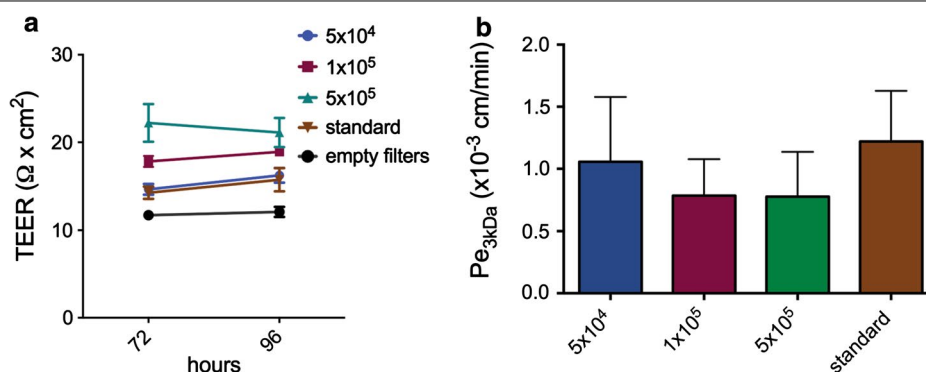 a
TEER (Ω x cm²)
30
20
10
0
72
96
hours
5x10⁴
1x10⁵
5x10⁵
standard
empty filters
b
Pe3kDa (x10⁻³ cm/min)
2.0
1.5
1.0
0.5
0.0
5x10⁴
1x10⁵
5x10⁵
standard